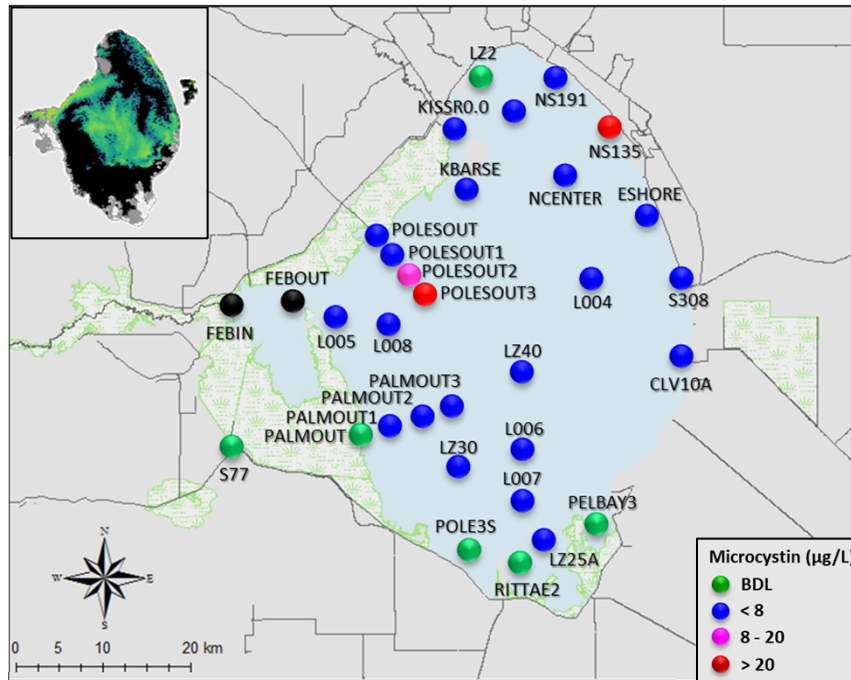 LZ2
NS191
KISSR0.0
NS135
KBARSE
NCENTER
ESHORE
POLESOUT
POLESOUT1
POLESOUT2
FEBOUT
POLESOUT3
L004
S308
FEBIN
L005
L008
LZ40
CLV10A
PALMOUT3
PALMOUT2
PALMOUT1
PALMOUT
L006
LZ30
S77
L007
PELBAY3
POLE3S
LZ25A
RITTAE2
N
W
E
S
0 5 10 20 km
Microcystin (µg/L)
BDL
< 8
8 - 20
> 20